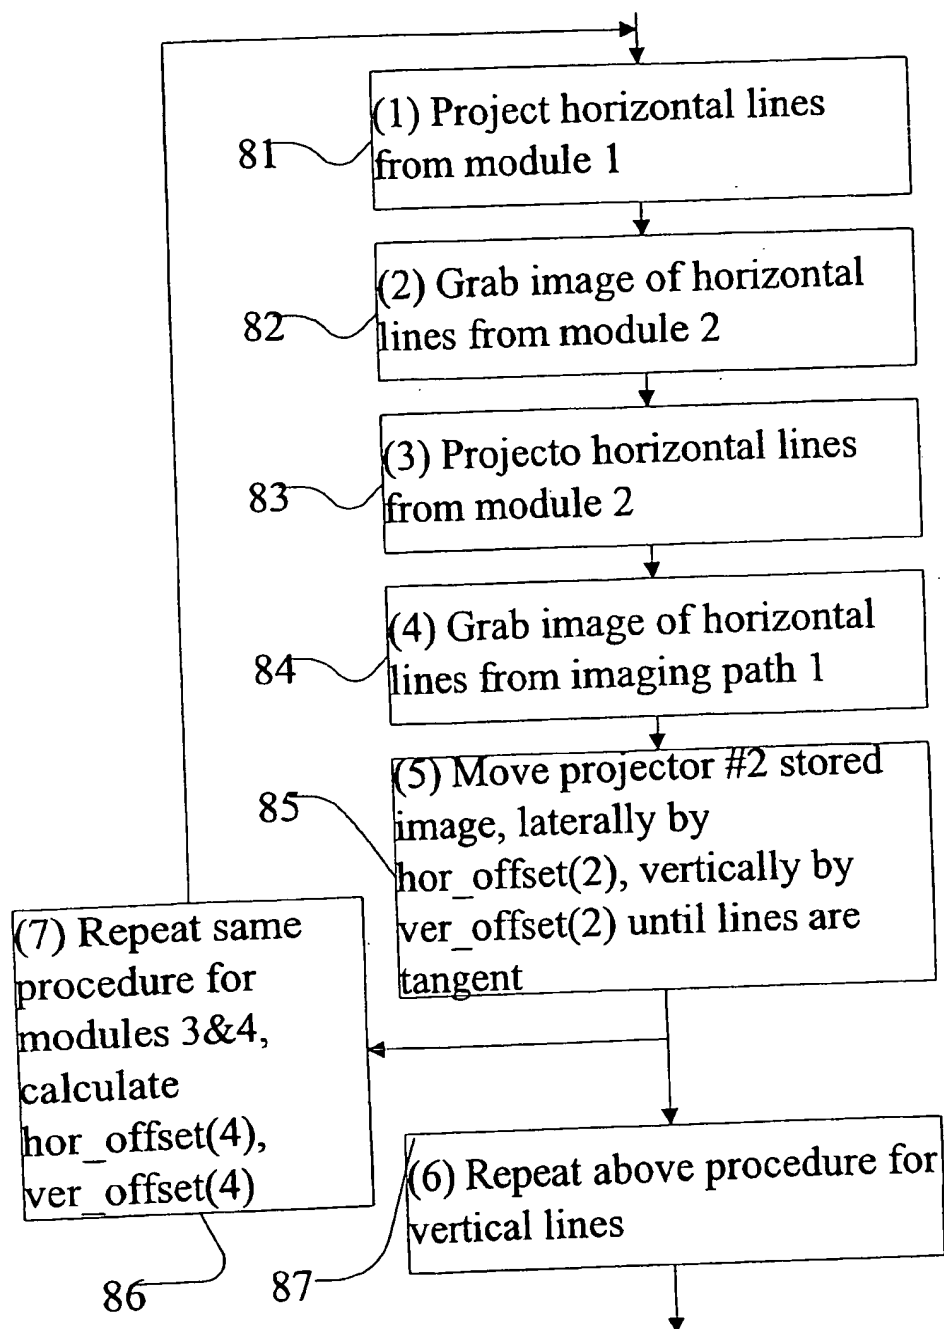 (1) Project horizontal lines
from module 1
81
(2) Grab image of horizontal
lines from module 2
82
(3) Projecto horizontal lines
from module 2
83
(4) Grab image of horizontal
lines from imaging path 1
84
(5) Move projector #2 stored
image, laterally by
hor_offset(2), vertically by
ver_offset(2) until lines are
tangent
85
(7) Repeat same
procedure for
modules 3&4,
calculate
hor_offset(4),
ver_offset(4)
86
(6) Repeat above procedure for
vertical lines
87